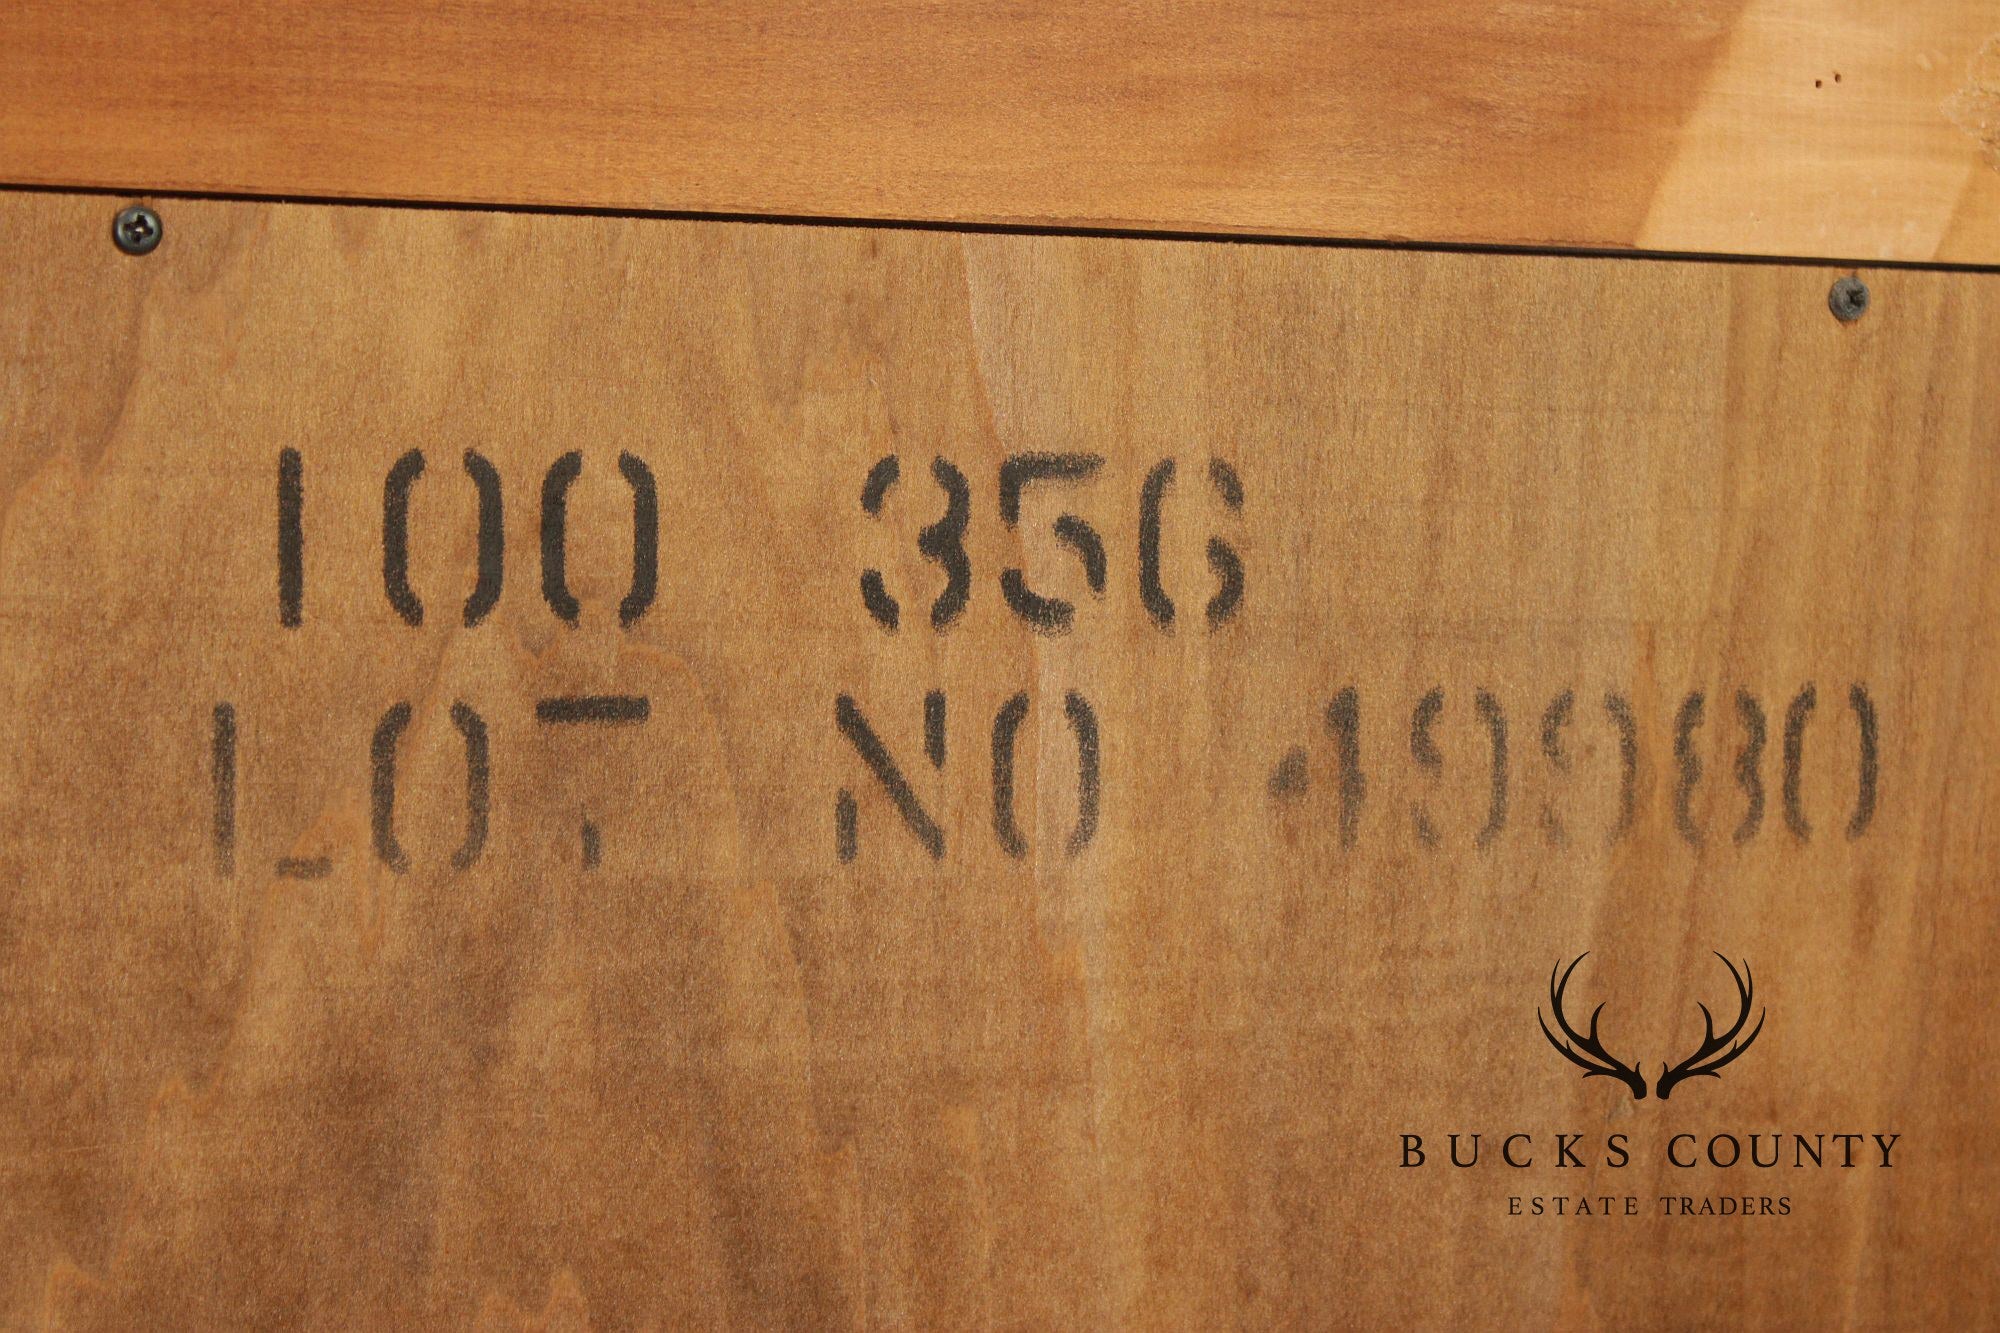 100 356
LOT NO 49980
BUCKS COUNTY
ESTATE TRADERS